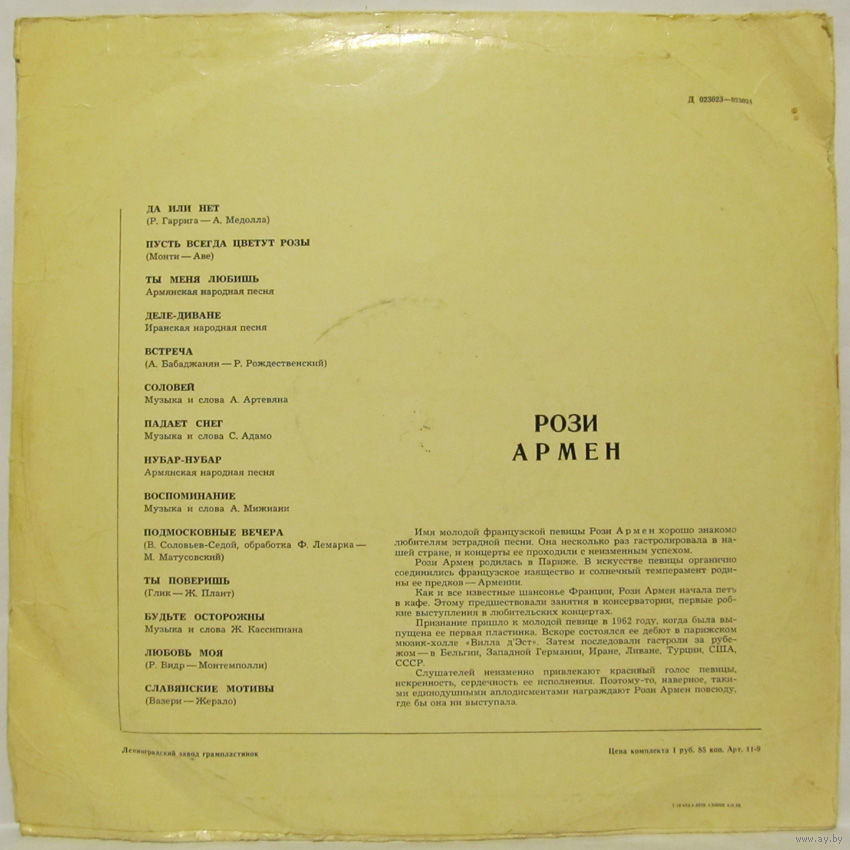 Д 023023—023024
ДА ИЛИ НЕТ
(Р. Гаррига — А. Медолла)
ПУСТЬ ВСЕГДА ЦВЕТУТ РОЗЫ
(Монти — Аве)
ТЫ МЕНЯ ЛЮБИШЬ
Армянская народная песня
ДЕЛЕ-ДИВАНЕ
Иранская народная песня
ВСТРЕЧА
(А. Бабаджанян — Р. Рождественский)
СОЛОВЕЙ
Музыка и слова А. Артевяна
ПАДАЕТ СНЕГ
Музыка и слова С. Адамо
НУБАР-НУБАР
Армянская народная песня
ВОСПОМИНАНИЕ
Музыка и слова А. Мижиани
ПОДМОСКОВНЫЕ ВЕЧЕРА
(В. Соловьев-Седой, обработка Ф. Лемарка —
М. Матусовский)
ТЫ ПОВЕРИШЬ
(Глик — Ж. Плант)
БУДЬТЕ ОСТОРОЖНЫ
Музыка и слова Ж. Кассипиана
ЛЮБОВЬ МОЯ
(Р. Видр — Монтемполли)
СЛАВЯНСКИЕ МОТИВЫ
(Вазери — Жерало)
РОЗИ
АРМЕН
Имя молодой французской певицы Рози Армен хорошо знакомо
любителям эстрадной песни. Она несколько раз гастролировала в на-
шей стране, и концерты ее проходили с неизменным успехом.
Рози Армен родилась в Париже. В искусстве певицы органично
соединились французское изящество и солнечный темперамент роди-
ны ее предков — Армении.
Как и все известные шансонье Франции, Рози Армен начала петь
в кафе. Этому предшествовали занятия в консерватории, первые роб-
кие выступления в любительских концертах.
Признание пришло к молодой певице в 1962 году, когда была вы-
пущена ее первая пластинка. Вскоре состоялся ее дебют в парижском
мюзик-холле «Вилла д'Эст». Затем последовали гастроли за рубе-
жом — в Бельгии, Западной Германии, Иране, Ливане, Турции, США,
СССР.
Слушателей неизменно привлекают красивый голос певицы,
искренность, сердечность ее исполнения. Поэтому-то, наверное, таки-
ми единодушными аплодисментами награждают Рози Армен повсюду,
где бы она ни выступала.
Ленинградский завод грампластинок
Цена комплекта 1 руб. 85 коп. Арт. 11-9
www.ay.by